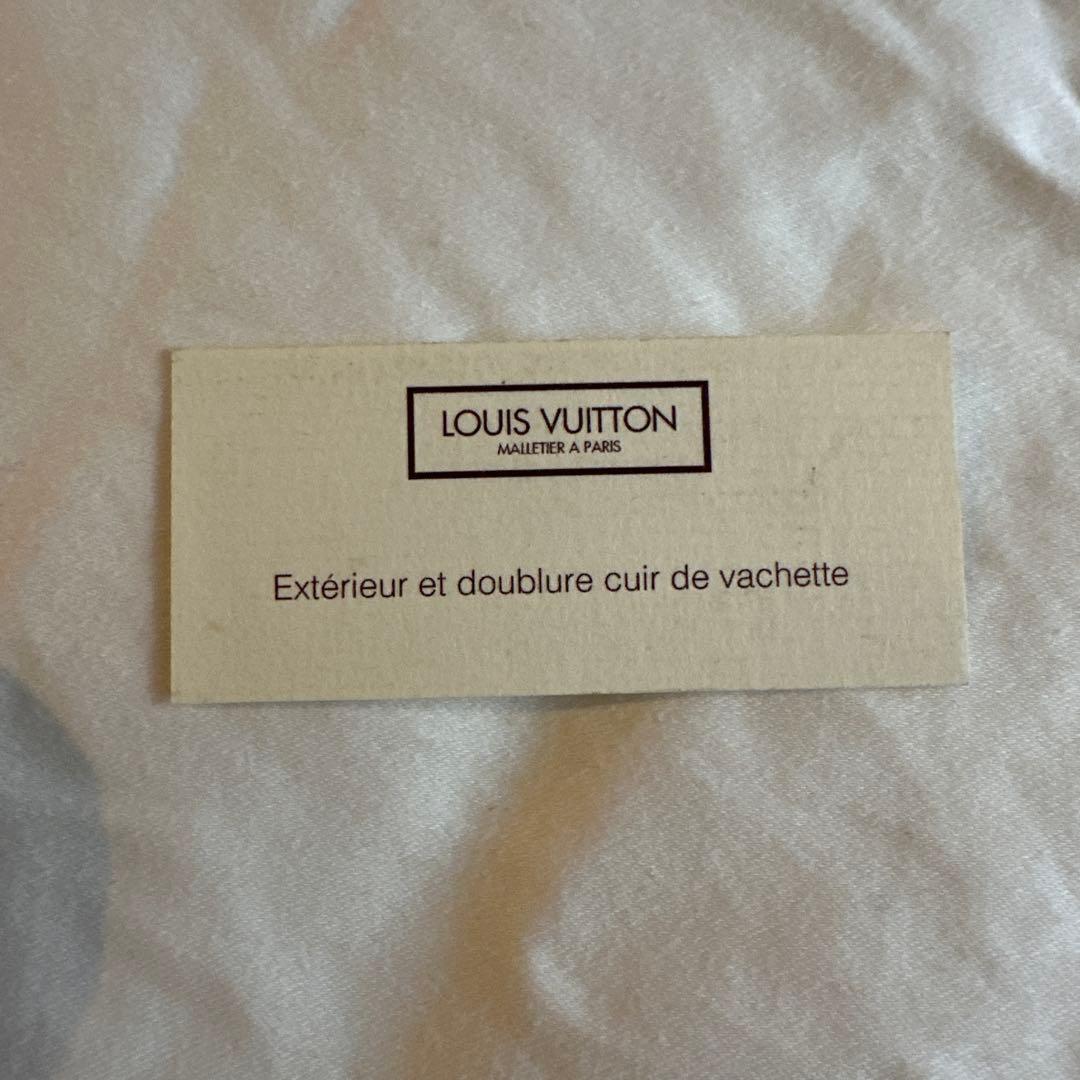 LOUIS VUITTON
MALLETIER A PARIS
Extérieur et doublure cuir de vachette